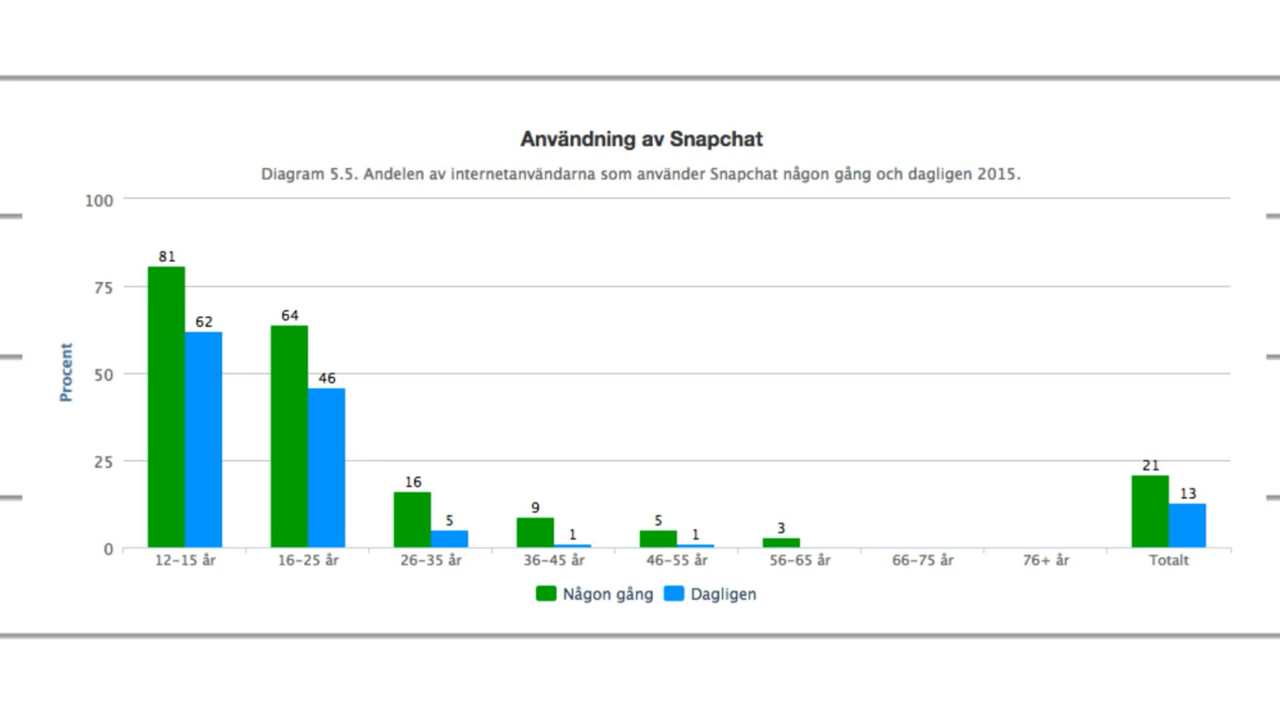 Användning av Snapchat
Diagram 5.5. Andelen av internetanvändarna som använder Snapchat någon gång och dagligen 2015.
100
75
50
25
0
Procent
81
62
64
46
16
5
9
1
5
1
3
21
13
12-15 år
16-25 år
26-35 år
36-45 år
46-55 år
56-65 år
66-75 år
76+ år
Totalt
Någon gång
Dagligen